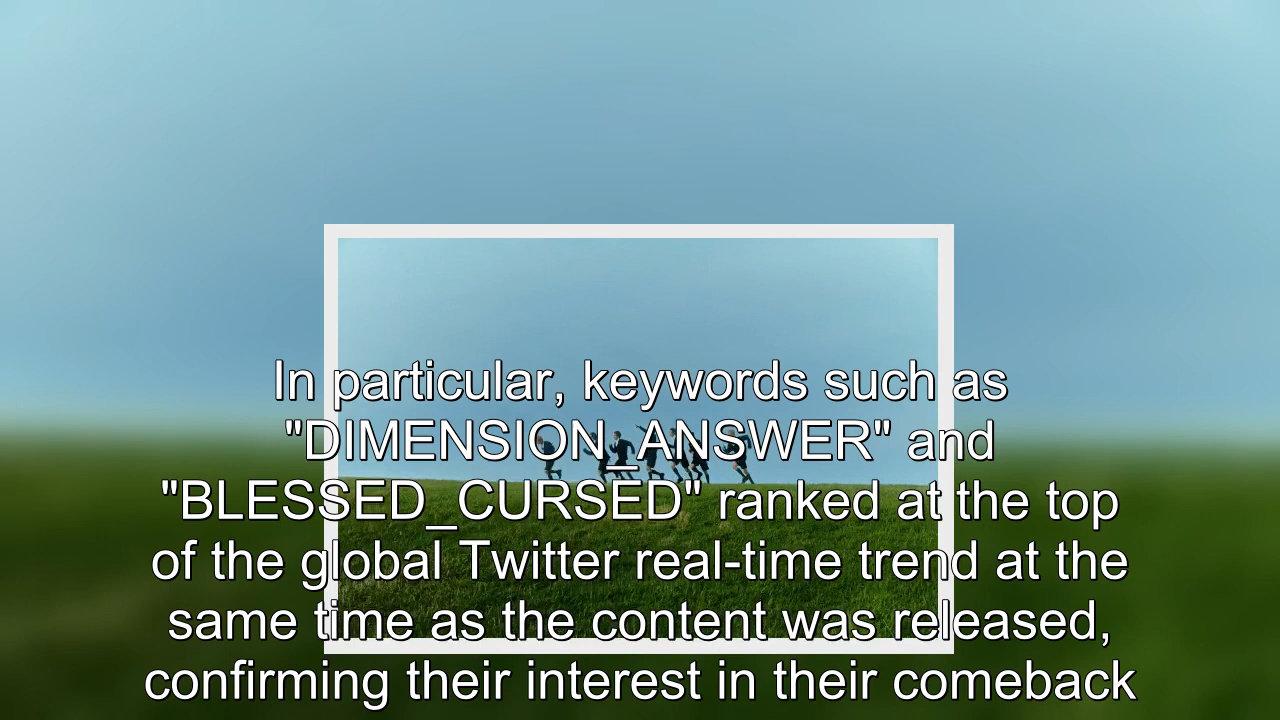 In particular, keywords such as
"DIMENSION_ANSWER" and
"BLESSED_CURSED" ranked at the top
of the global Twitter real-time trend at the
same time as the content was released,
confirming their interest in their comeback